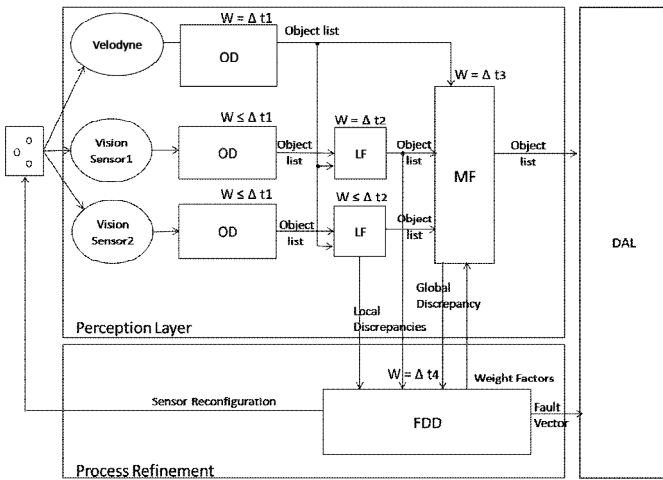 W = Δ t1
Object list
Velodyne
OD
W = Δ t3
W ≤ Δ t1
W = Δ t2
Vision
Sensor1
OD
Object
list
LF
Object
list
MF
Object
list
W ≤ Δ t1
W ≤ Δ t2
Vision
Sensor2
OD
Object
list
LF
Object
list
DAL
Global
Discrepancy
Local
Discrepancies
Perception Layer
W = Δ t4
Weight Factors
Sensor Reconfiguration
FDD
Fault
Vector
Process Refinement